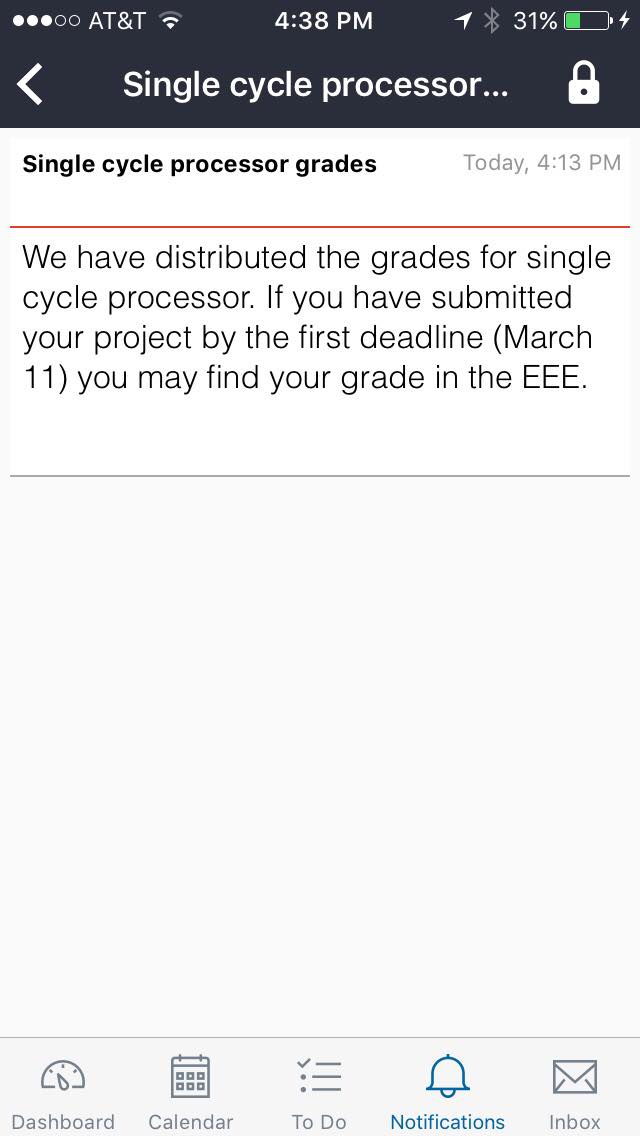 AT&T 4:38 PM 31%
Single cycle processor...
Single cycle processor grades Today, 4:13 PM
We have distributed the grades for single
cycle processor. If you have submitted
your project by the first deadline (March
11) you may find your grade in the EEE.
Dashboard Calendar To Do Notifications Inbox